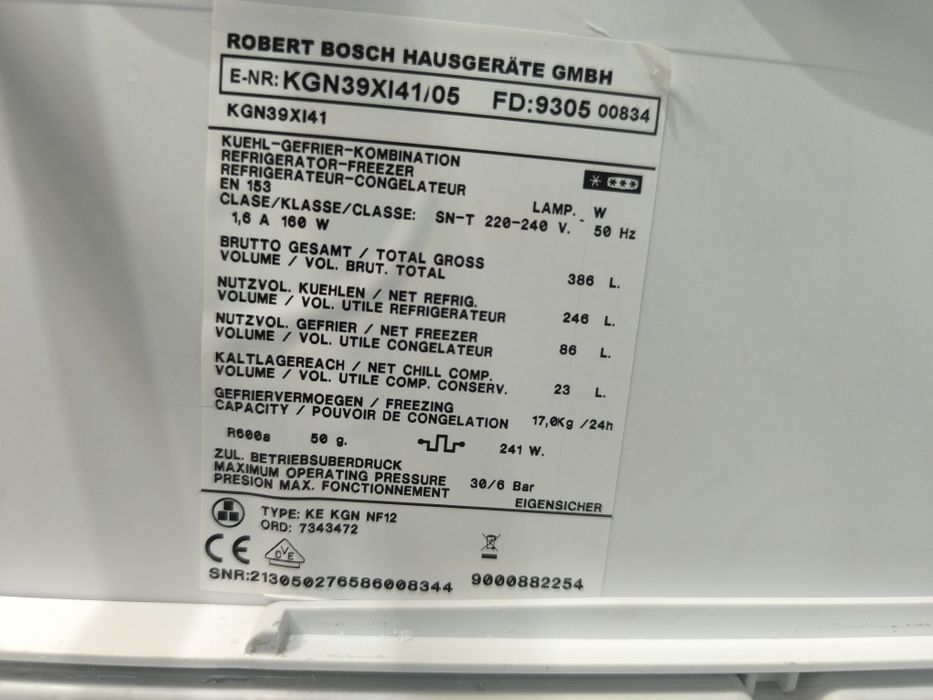 ROBERT BOSCH HAUSGERÄTE GMBH
E-NR: KGN39XI41/05 FD:9305 00834
KGN39XI41
KUEHL-GEFRIER-KOMBINATION
REFRIGERATOR-FREEZER
REFRIGERATEUR-CONGELATEUR
EN 153
LAMP. - W
CLASE/KLASSE/CLASSE: SN-T 220-240 V. 50 Hz
1,6 A 160 W
BRUTTO GESAMT / TOTAL GROSS
VOLUME / VOL. BRUT. TOTAL 386 L.
NUTZVOL. KUEHLEN / NET REFRIG.
VOLUME / VOL. UTILE REFRIGERATEUR 246 L.
NUTZVOL. GEFRIER / NET FREEZER
VOLUME / VOL. UTILE CONGELATEUR 86 L.
KALTLAGEREACH / NET CHILL COMP.
VOLUME / VOL. UTILE COMP. CONSERV. 23 L.
GEFRIERVERMOEGEN / FREEZING
CAPACITY / POUVOIR DE CONGELATION 17,0Kg /24h
R600a 50 g. 241 W.
ZUL. BETRIEBSUBERDRUCK
MAXIMUM OPERATING PRESSURE 30/6 Bar
PRESION MAX. FONCTIONNEMENT
EIGENSICHER
TYPE: KE KGN NF12
ORD: 7343472
CE DVE
SNR:213050276586008344 9000882254